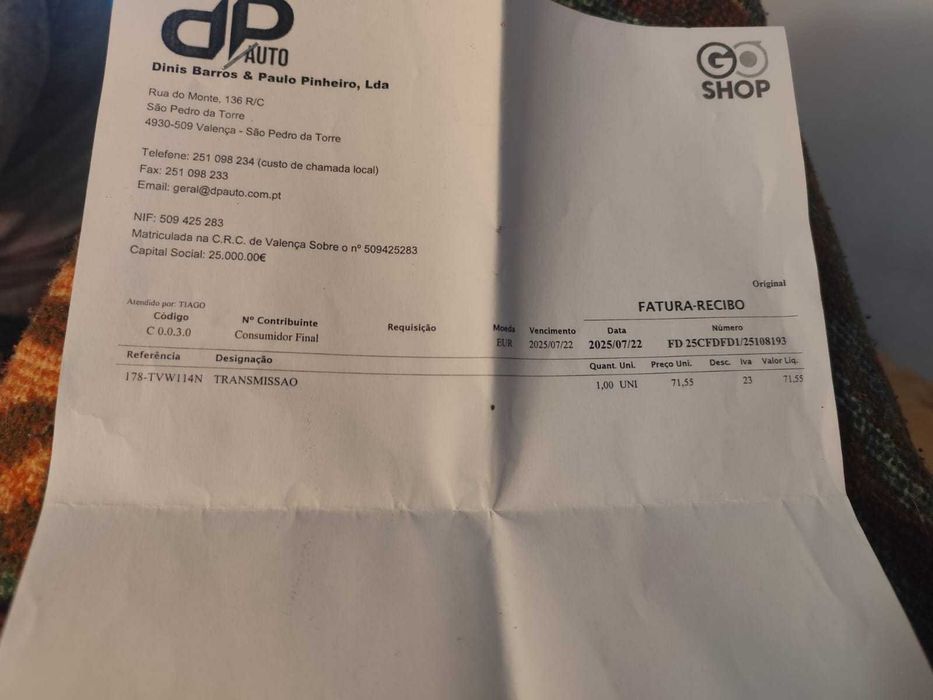 dP AUTO
Dinis Barros & Paulo Pinheiro, Lda
GO SHOP
Rua do Monte, 136 R/C
São Pedro da Torre
4930-509 Valença - São Pedro da Torre
Telefene: 251 098 234 (custo de chamada local)
Fax: 251 098 233
Email: geral@dpauto.com.pt
NIF: 509 425 283
Matriculada na C.R.C. de Valença Sobre o nº 509425283
Capital Social: 25.000.00€
Original
FATURA-RECIBO
Atendido por: TIAGO
Código Nº Contribuinte Requisição Moeda Vencimento Data Número
C 0.0.3.0 Consumidor Final EUR 2025/07/22 2025/07/22 FD 25CFDFD1/25108193
Referência Designação Quant. Uni. Preço Uni. Desc. Iva Valor Liq.
178-TVW114N TRANSMISSAO 1,00 UNI 71,55 23 71,55